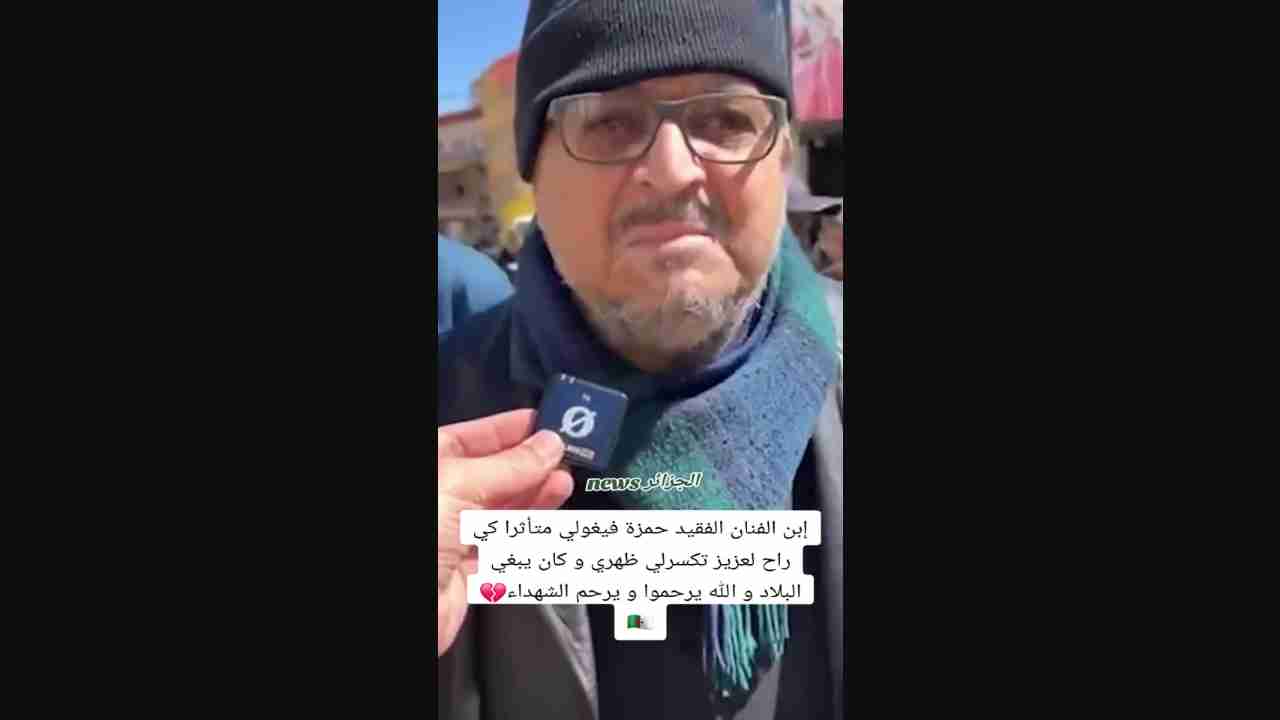 الجزائر news
إبن الفنان الفقيد حمزة فيغولي متأثرا كي
راح لعزيز تكسرلي ظهري و كان يبغي
البلاد و الله يرحموا و يرحم الشهداء💔
🇩🇿